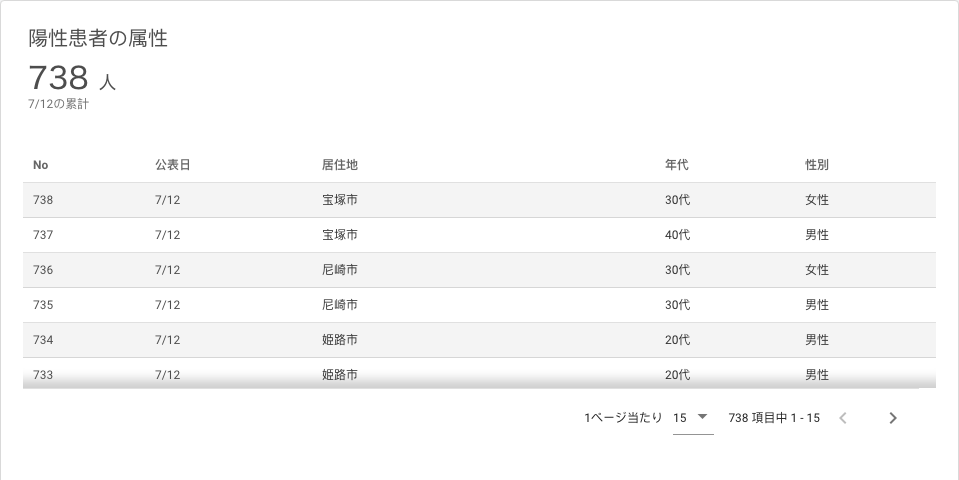 陽性患者の属性
738 人
7/12の累計
No 公表日 居住地 年代 性別
738 7/12 宝塚市 30代 女性
737 7/12 宝塚市 40代 男性
736 7/12 尼崎市 30代 女性
735 7/12 尼崎市 30代 男性
734 7/12 姫路市 20代 男性
733 7/12 姫路市 20代 男性
1ページ当たり 15 738 項目中 1 - 15